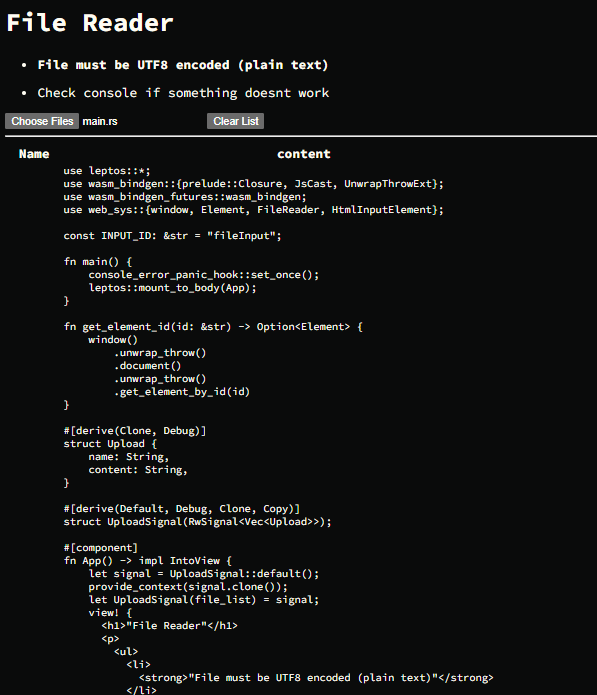 File Reader
• File must be UTF8 encoded (plain text)
• Check console if something doesnt work
Choose Files main.rs Clear List
Name content
use leptos::*;
use wasm_bindgen::{prelude::Closure, JsCast, UnwrapThrowExt};
use wasm_bindgen_futures::wasm_bindgen;
use web_sys::{window, Element, FileReader, HtmlInputElement};

const INPUT_ID: &str = "fileInput";

fn main() {
    console_error_panic_hook::set_once();
    leptos::mount_to_body(App);
}

fn get_element_id(id: &str) -> Option<Element> {
    window()
        .unwrap_throw()
        .document()
        .unwrap_throw()
        .get_element_by_id(id)
}

#[derive(Clone, Debug)]
struct Upload {
    name: String,
    content: String,
}

#[derive(Default, Debug, Clone, Copy)]
struct UploadSignal(RwSignal<Vec<Upload>>);

#[component]
fn App() -> impl IntoView {
    let signal = UploadSignal::default();
    provide_context(signal.clone());
    let UploadSignal(file_list) = signal;
    view! {
      <h1>"File Reader"</h1>
      <p>
        <ul>
          <li>
            <strong>"File must be UTF8 encoded (plain text)"</strong>
          </li>